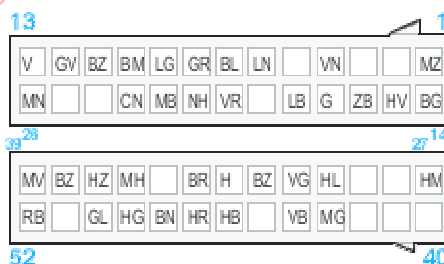 13 1
V GV BZ BM LG GR BL LN VN MZ
MN CN MB NH VR LB G ZB HV BG
39 26 27 14
MV BZ HZ MH BR H BZ VG HL HM
RB GL HG BN HR HB VB MG
52 40